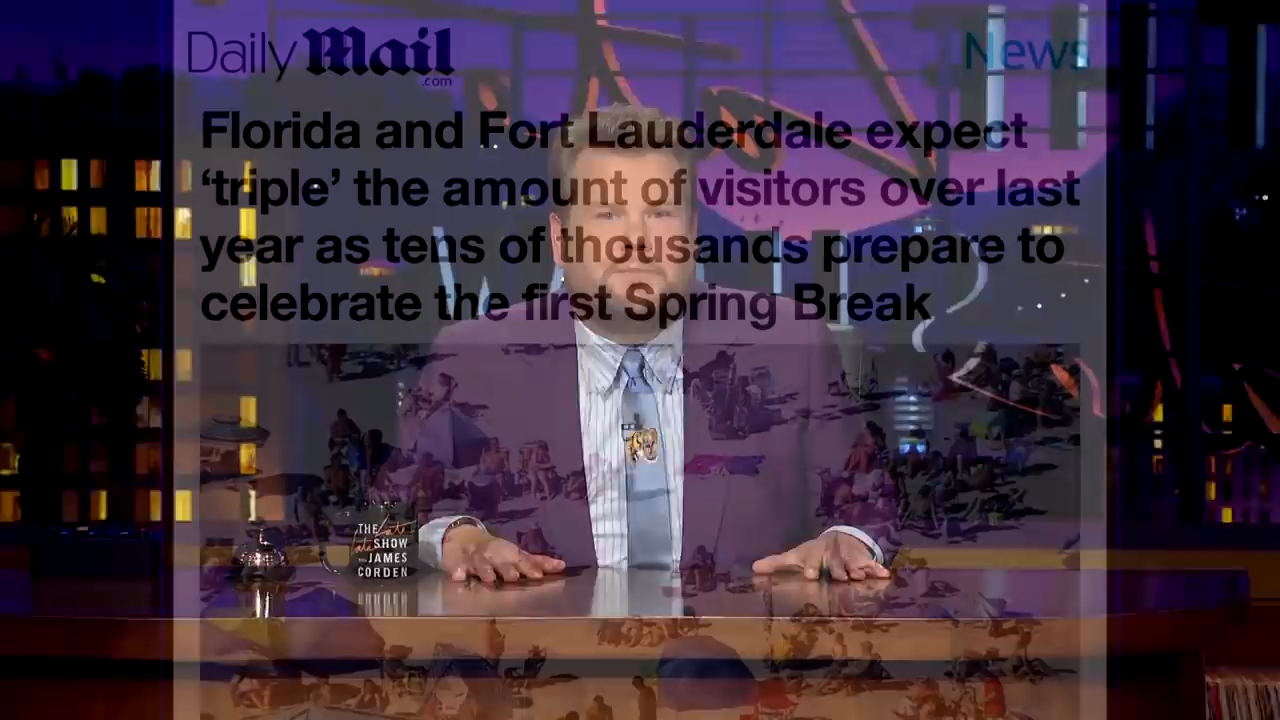 Daily Mail
.com
News
Florida and Fort Lauderdale expect
‘triple’ the amount of visitors over last
year as tens of thousands prepare to
celebrate the first Spring Break
THE Late
Late SHOW
JAMES
CORDEN